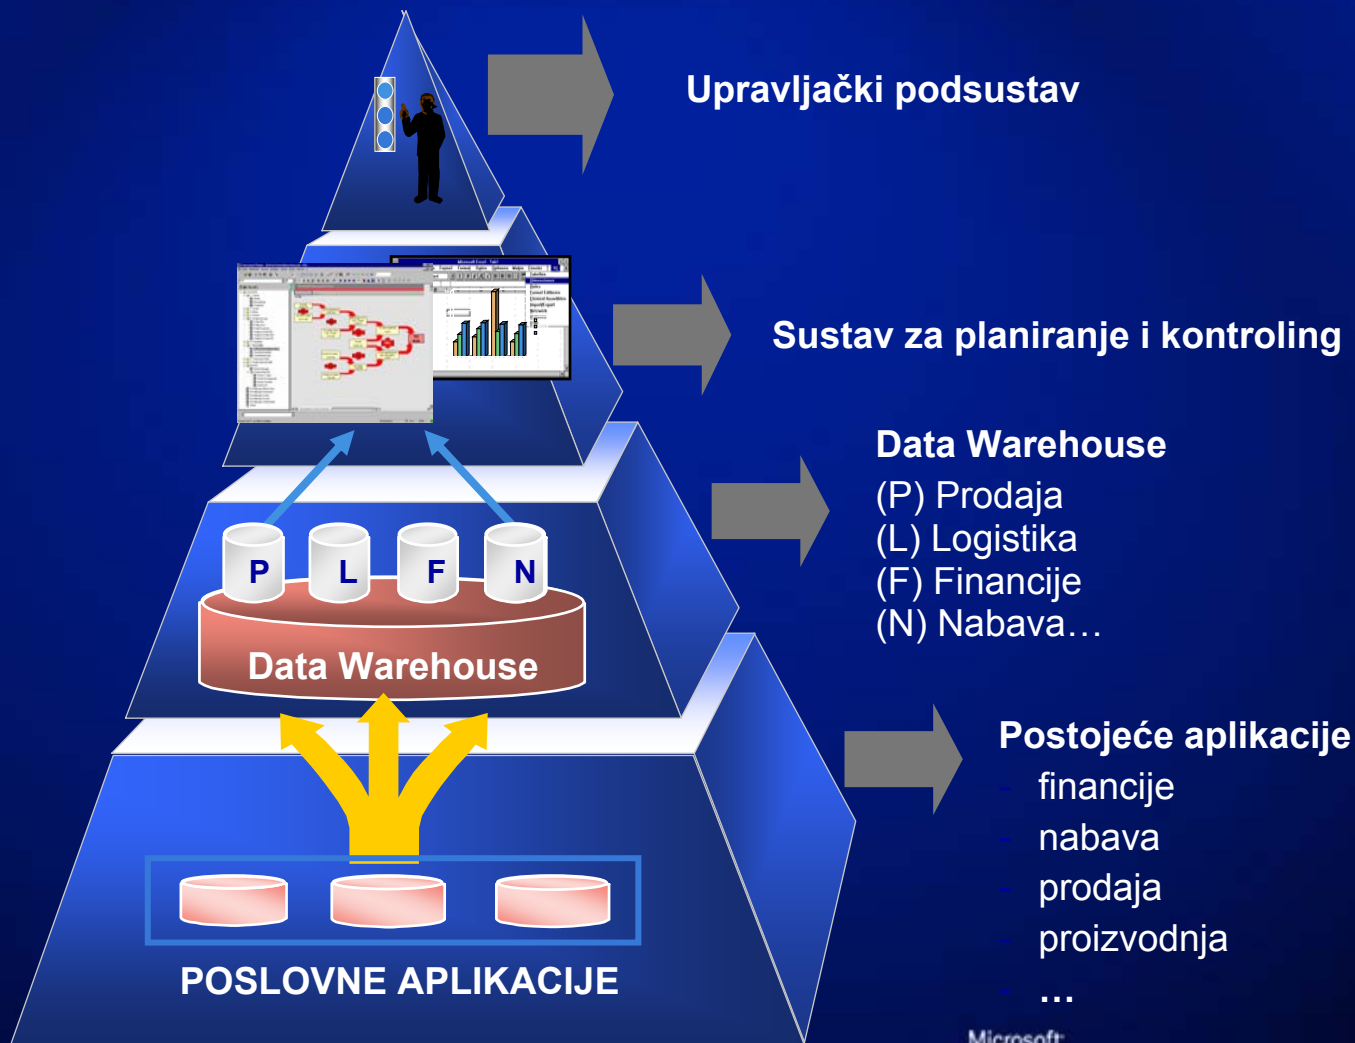 Upravljački podsustav
Sustav za planiranje i kontroling
Data Warehouse
(P) Prodaja
(L) Logistika
(F) Financije
(N) Nabava…
P L F N
Data Warehouse
Postojeće aplikacije
- financije
- nabava
- prodaja
- proizvodnja
- …
POSLOVNE APLIKACIJE
Microsoft